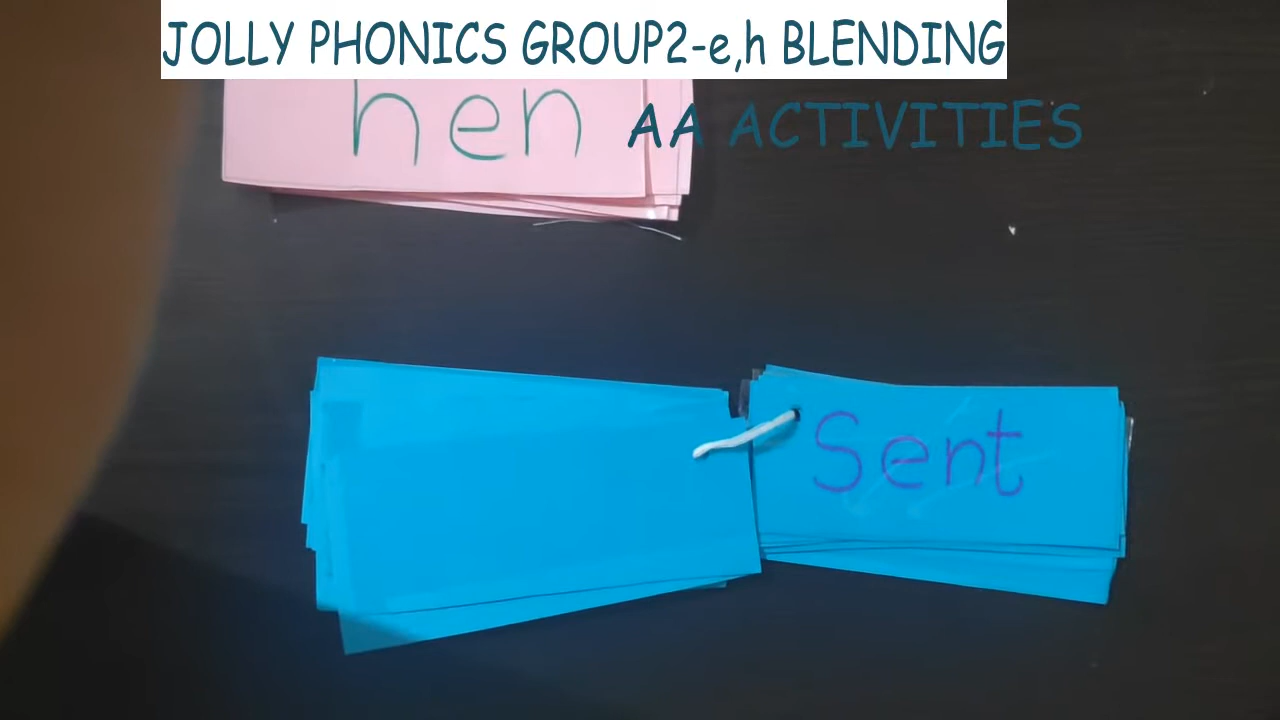 JOLLY PHONICS GROUP2-e,h BLENDING
hen
AA ACTIVITIES
Sent